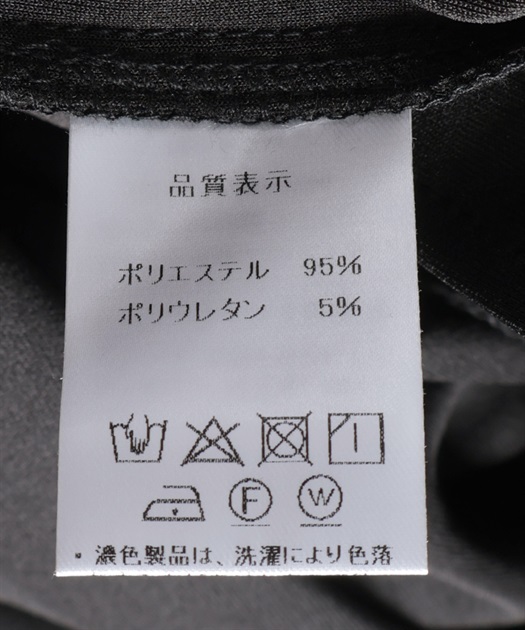 品質表示
ポリエステル 95%
ポリウレタン 5%
F W
・濃色製品は、洗濯により色落